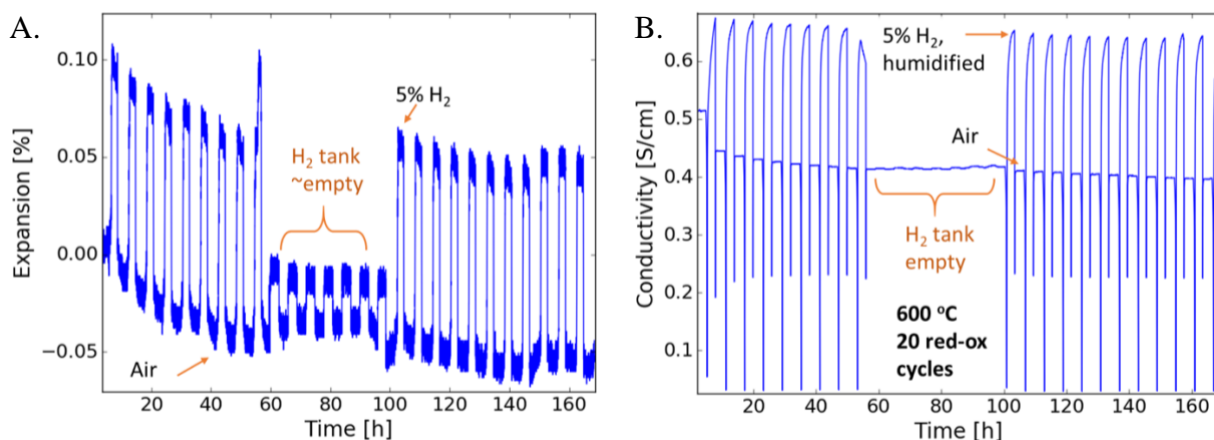 A.
Expansion [%]
0.10
0.05
0.00
−0.05
5% H₂
H₂ tank
~empty
Air
20 40 60 80 100 120 140 160
Time [h]
B.
Conductivity [S/cm]
0.6
0.5
0.4
0.3
0.2
0.1
5% H₂,
humidified
Air
H₂ tank
empty
600 °C
20 red-ox
cycles
20 40 60 80 100 120 140 160
Time [h]